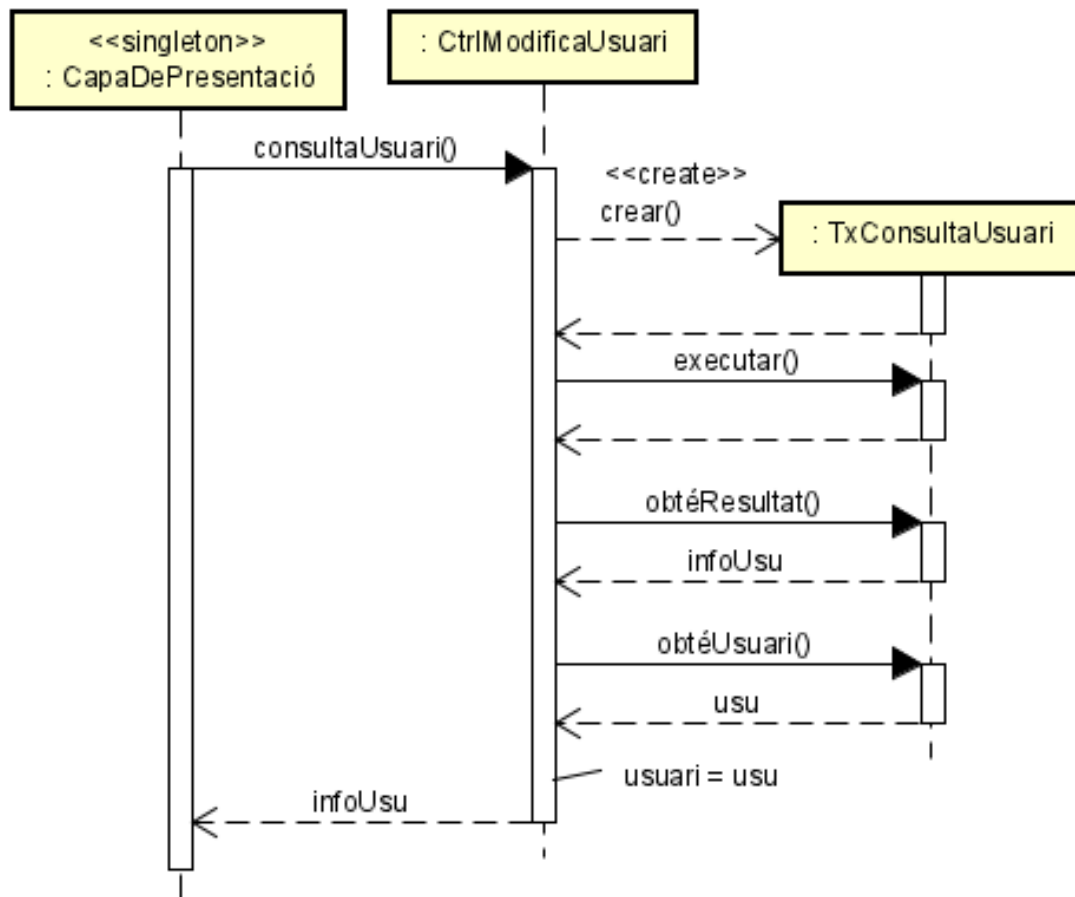 <<singleton>>
: CapaDePresentació
: CtrlModificaUsuari
consultaUsuari()
<<create>>
crear()
: TxConsultaUsuari
executar()
obtéResultat()
infoUsu
obtéUsuari()
usu
usuari = usu
infoUsu